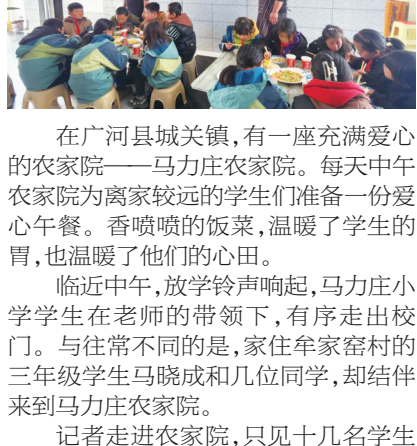 在广河县城关镇,有一座充满爱心
的农家院——马力庄农家院。每天中午
农家院为离家较远的学生们准备一份爱
心午餐。香喷喷的饭菜,温暖了学生的
胃,也温暖了他们的心田。
临近中午,放学铃声响起,马力庄小
学学生在老师的带领下,有序走出校
门。与往常不同的是,家住牟家窑村的
三年级学生马晓成和几位同学,却结伴
来到马力庄农家院。
记者走进农家院,只见十几名学生